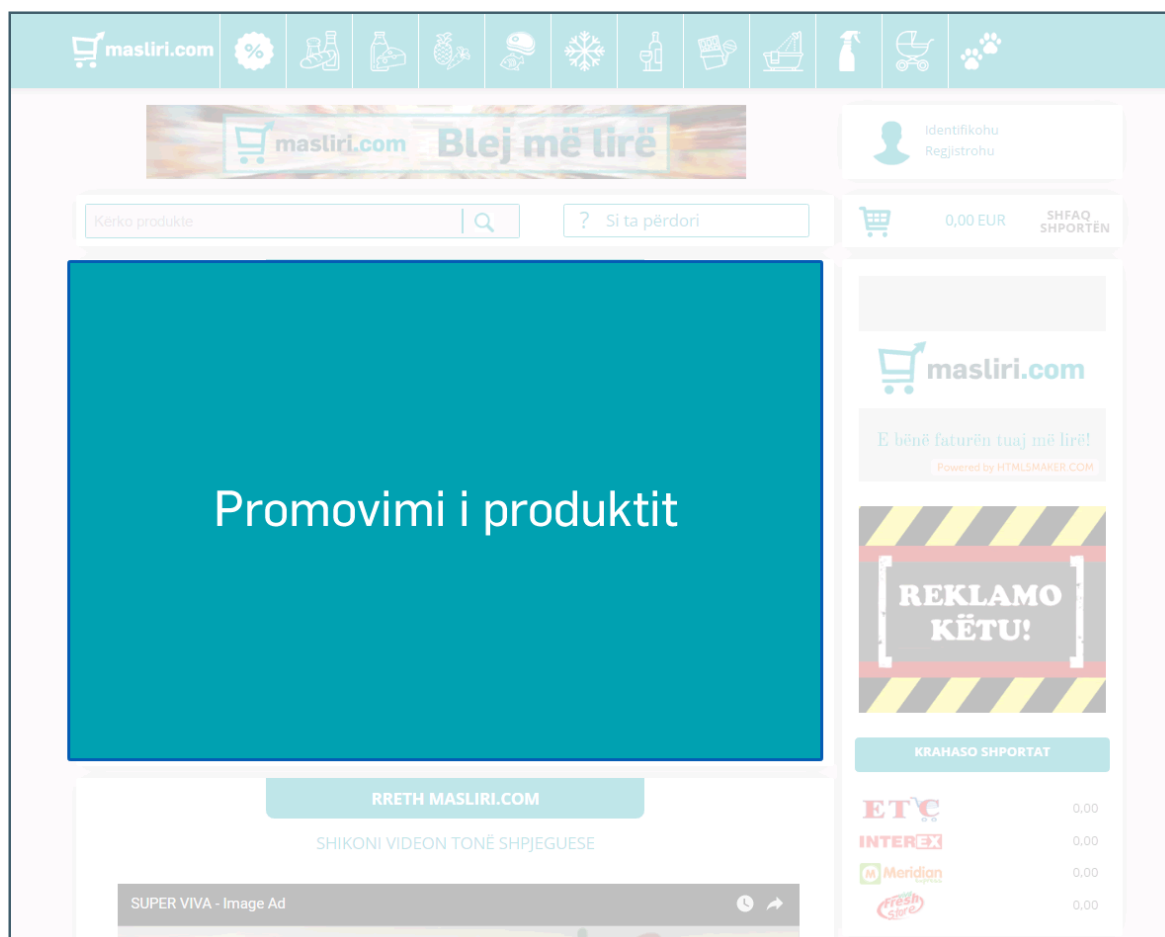 masliri.com
%
masliri.com Blej më lirë
Identifikohu
Regjistrohu
Kërko produkte
? Si ta përdori
0,00 EUR
SHFAQ
SHPORTËN
Promovimi i produktit
masliri.com
E bënë faturën tuaj më lirë!
Powered by HTML5MAKER.COM
REKLAMO
KËTU!
KRAHASO SHPORTAT
ETC 0,00
INTEREX 0,00
M Meridian express 0,00
Fresh Store 0,00
RRETH MASLIRI.COM
SHIKONI VIDEON TONË SHPJEGUESE
SUPER VIVA - Image Ad